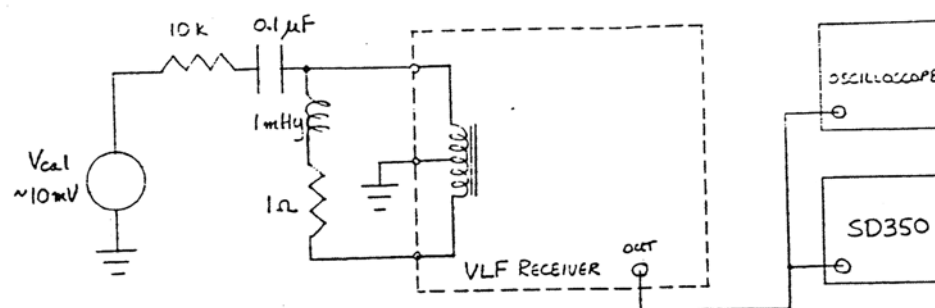 10k
0.1µF
1mHy
Vcal
~10mV
1Ω
VLF RECEIVER
OUT
OSCILLOSCOPE
SD350